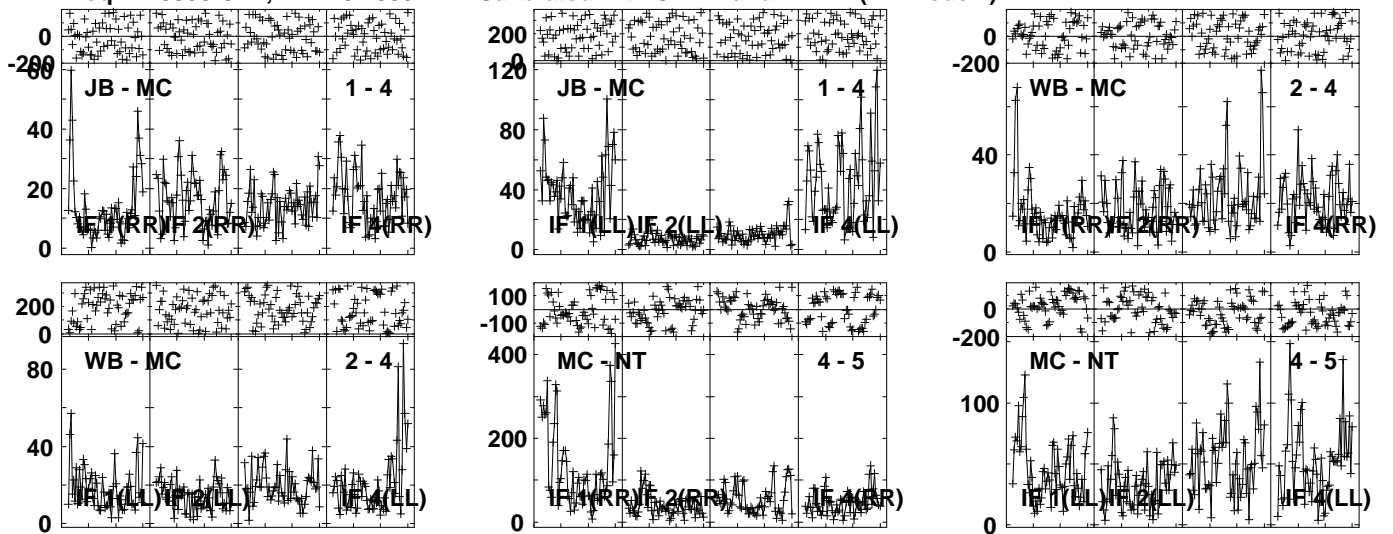 0
-200
60
40
20
0
JB - MC 1 - 4
IF 1(RR) IF 2(RR) IF 4(RR)
200
0
120
80
40
0
JB - MC 1 - 4
IF 1(LL) IF 2(LL) IF 4(LL)
0
-200
40
0
WB - MC 2 - 4
IF 1(RR) IF 2(RR) IF 4(RR)
200
0
80
40
0
WB - MC 2 - 4
IF 1(LL) IF 2(LL) IF 4(LL)
100
-100
400
200
0
MC - NT 4 - 5
IF 1(RR) IF 2(RR) IF 4(RR)
0
-200
100
0
MC - NT 4 - 5
IF 1(LL) IF 2(LL) IF 4(LL)